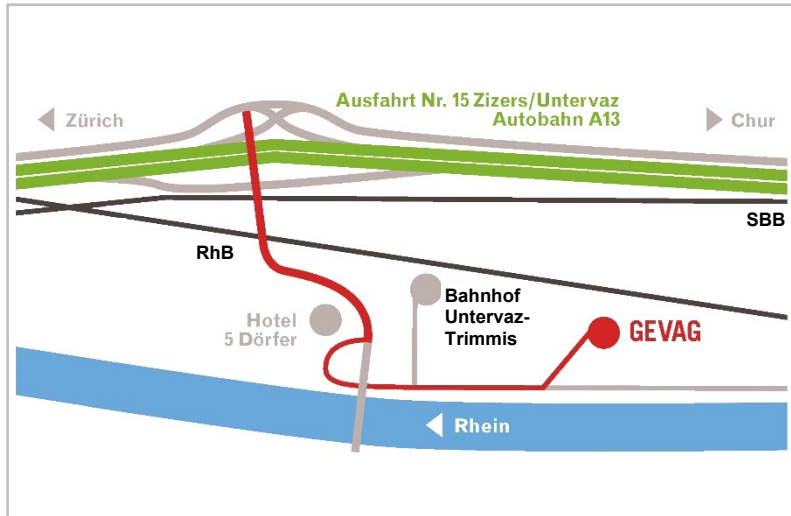 Ausfahrt Nr. 15 Zizers/Untervaz
Autobahn A13
Zürich
Chur
SBB
RhB
Bahnhof
Untervaz-
Trimmis
Hotel
5 Dörfer
GEVAG
Rhein